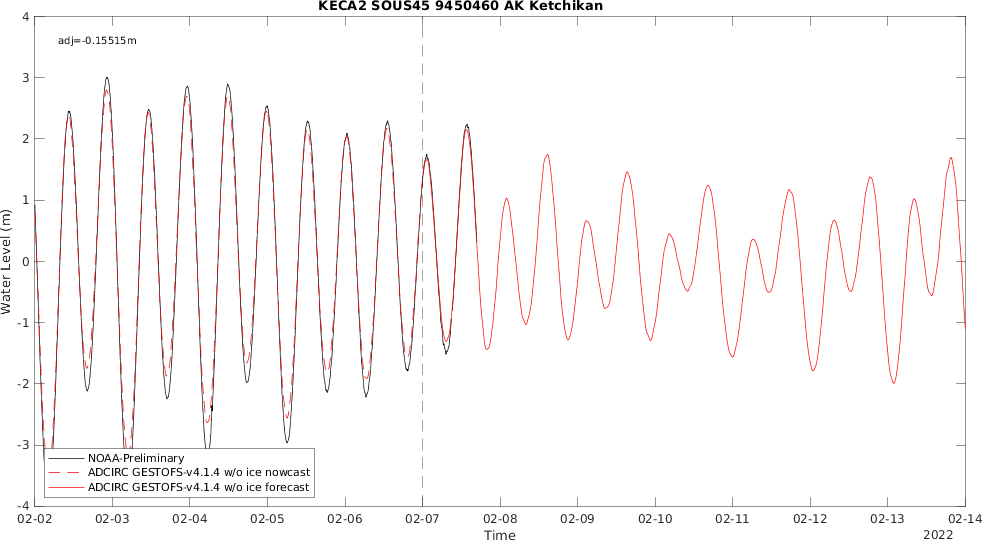 KECA2 SOUS45 9450460 AK Ketchikan
adj=-0.15515m
4
3
2
1
0
-1
-2
-3
-4
Water Level (m)
NOAA-Preliminary
ADCIRC GESTOFS-v4.1.4 w/o ice nowcast
ADCIRC GESTOFS-v4.1.4 w/o ice forecast
02-02 02-03 02-04 02-05 02-06 02-07 02-08 02-09 02-10 02-11 02-12 02-13 02-14
Time
2022